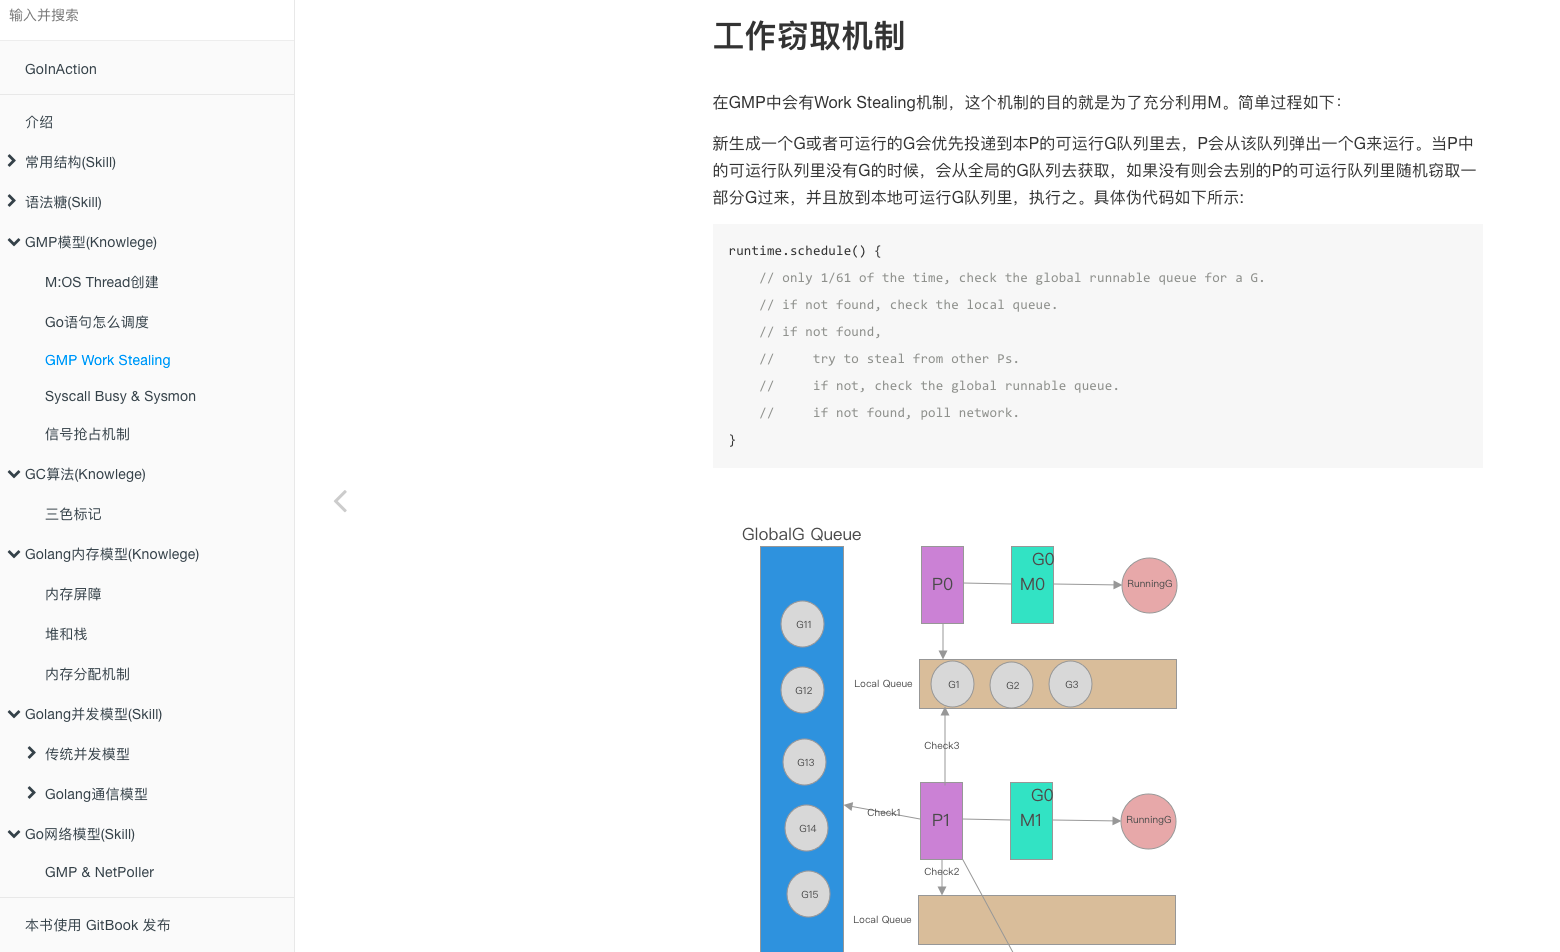 输入并搜索
GoInAction
介绍
常用结构(Skill)
语法糖(Skill)
GMP模型(Knowlege)
M:OS Thread创建
Go语句怎么调度
GMP Work Stealing
Syscall Busy & Sysmon
信号抢占机制
GC算法(Knowlege)
三色标记
Golang内存模型(Knowlege)
内存屏障
堆和栈
内存分配机制
Golang并发模型(Skill)
传统并发模型
Golang通信模型
Go网络模型(Skill)
GMP & NetPoller
本书使用 GitBook 发布
工作窃取机制
在GMP中会有Work Stealing机制，这个机制的目的就是为了充分利用M。简单过程如下：
新生成一个G或者可运行的G会优先投递到本P的可运行G队列里去，P会从该队列弹出一个G来运行。当P中
的可运行队列里没有G的时候，会从全局的G队列去获取，如果没有则会去别的P的可运行队列里随机窃取一
部分G过来，并且放到本地可运行G队列里，执行之。具体伪代码如下所示:
runtime.schedule() {
// only 1/61 of the time, check the global runnable queue for a G.
// if not found, check the local queue.
// if not found,
//     try to steal from other Ps.
//     if not, check the global runnable queue.
//     if not found, poll network.
}
GlobalG Queue
G11
G12
G13
G14
G15
P0
G0
M0
RunningG
Local Queue
G1
G2
G3
Check3
Check1
P1
G0
M1
RunningG
Check2
Local Queue